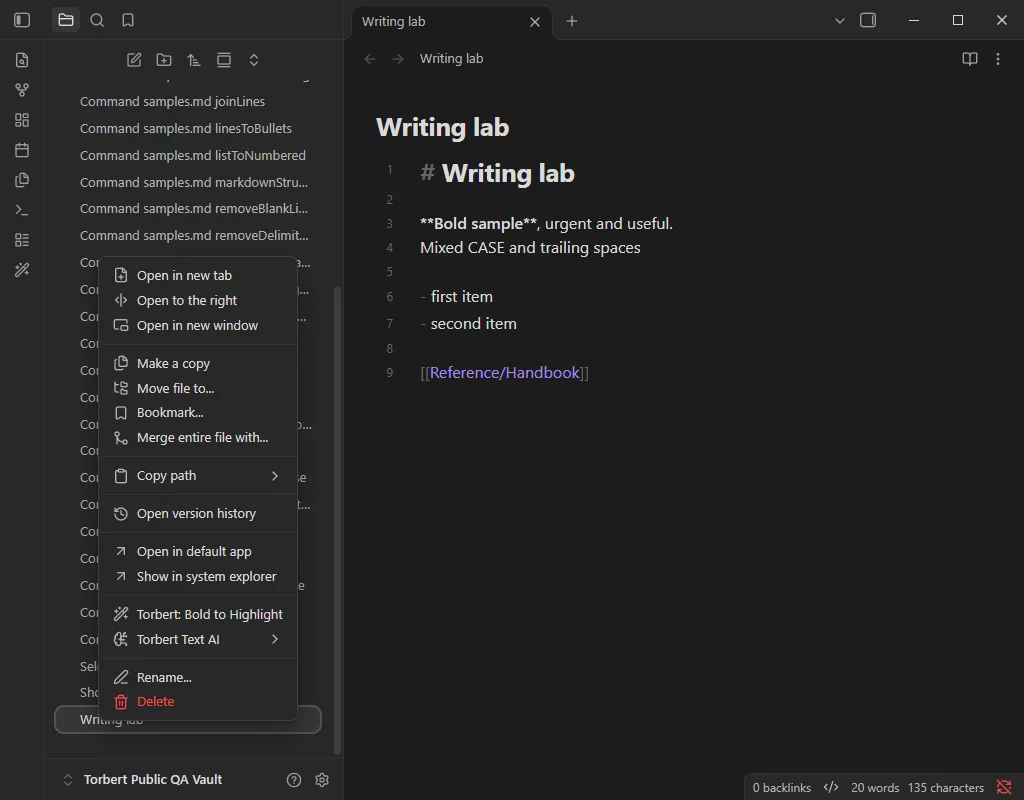 Writing lab
Writing lab
Command samples.md joinLines
Command samples.md linesToBullets
Command samples.md listToNumbered
Command samples.md markdownStru...
Command samples.md removeBlankLi...
Command samples.md removeDelimit...
Open in new tab
Open to the right
Open in new window
Make a copy
Move file to...
Bookmark...
Merge entire file with...
Copy path
Open version history
Open in default app
Show in system explorer
Torbert: Bold to Highlight
Torbert Text AI
Rename...
Delete
Writing lab
Torbert Public QA Vault
Writing lab
1 # Writing lab
2
3 **Bold sample**, urgent and useful.
4 Mixed CASE and trailing spaces
5
6 - first item
7 - second item
8
9 [[Reference/Handbook]]
0 backlinks </> 20 words 135 characters